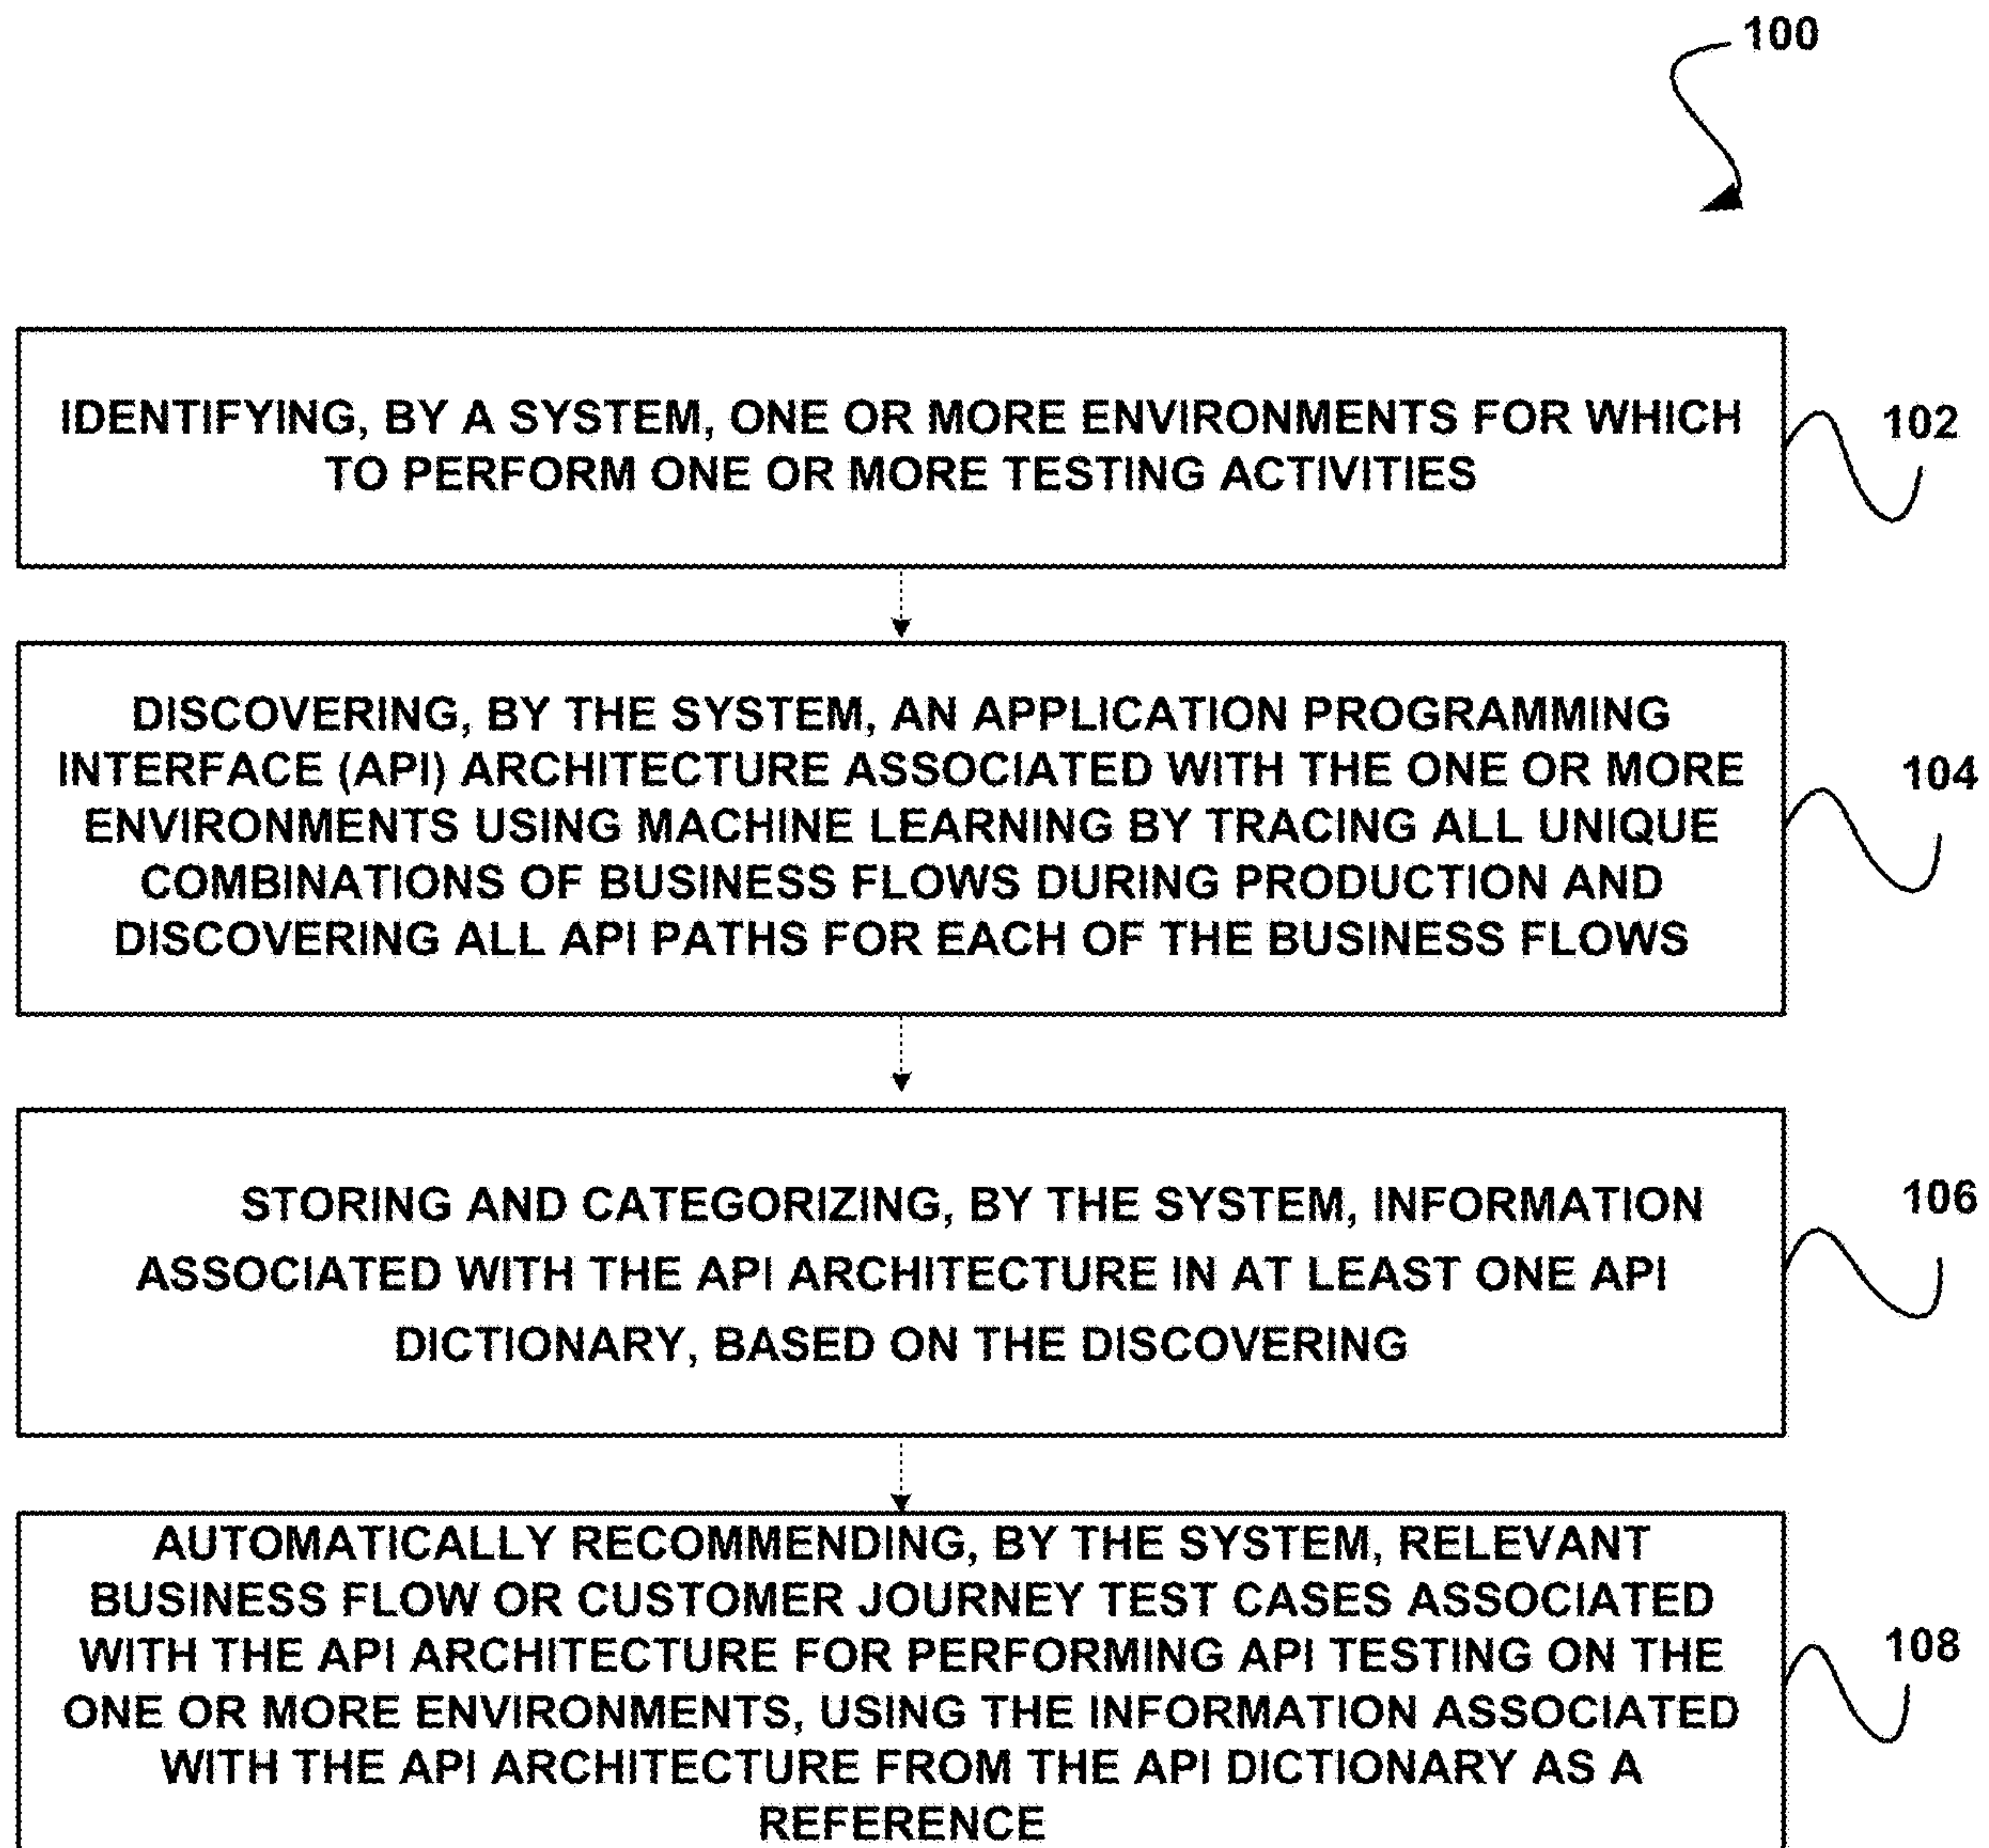 100
IDENTIFYING, BY A SYSTEM, ONE OR MORE ENVIRONMENTS FOR WHICH
TO PERFORM ONE OR MORE TESTING ACTIVITIES
102
DISCOVERING, BY THE SYSTEM, AN APPLICATION PROGRAMMING
INTERFACE (API) ARCHITECTURE ASSOCIATED WITH THE ONE OR MORE
ENVIRONMENTS USING MACHINE LEARNING BY TRACING ALL UNIQUE
COMBINATIONS OF BUSINESS FLOWS DURING PRODUCTION AND
DISCOVERING ALL API PATHS FOR EACH OF THE BUSINESS FLOWS
104
STORING AND CATEGORIZING, BY THE SYSTEM, INFORMATION
ASSOCIATED WITH THE API ARCHITECTURE IN AT LEAST ONE API
DICTIONARY, BASED ON THE DISCOVERING
106
AUTOMATICALLY RECOMMENDING, BY THE SYSTEM, RELEVANT
BUSINESS FLOW OR CUSTOMER JOURNEY TEST CASES ASSOCIATED
WITH THE API ARCHITECTURE FOR PERFORMING API TESTING ON THE
ONE OR MORE ENVIRONMENTS, USING THE INFORMATION ASSOCIATED
WITH THE API ARCHITECTURE FROM THE API DICTIONARY AS A
REFERENCE
108